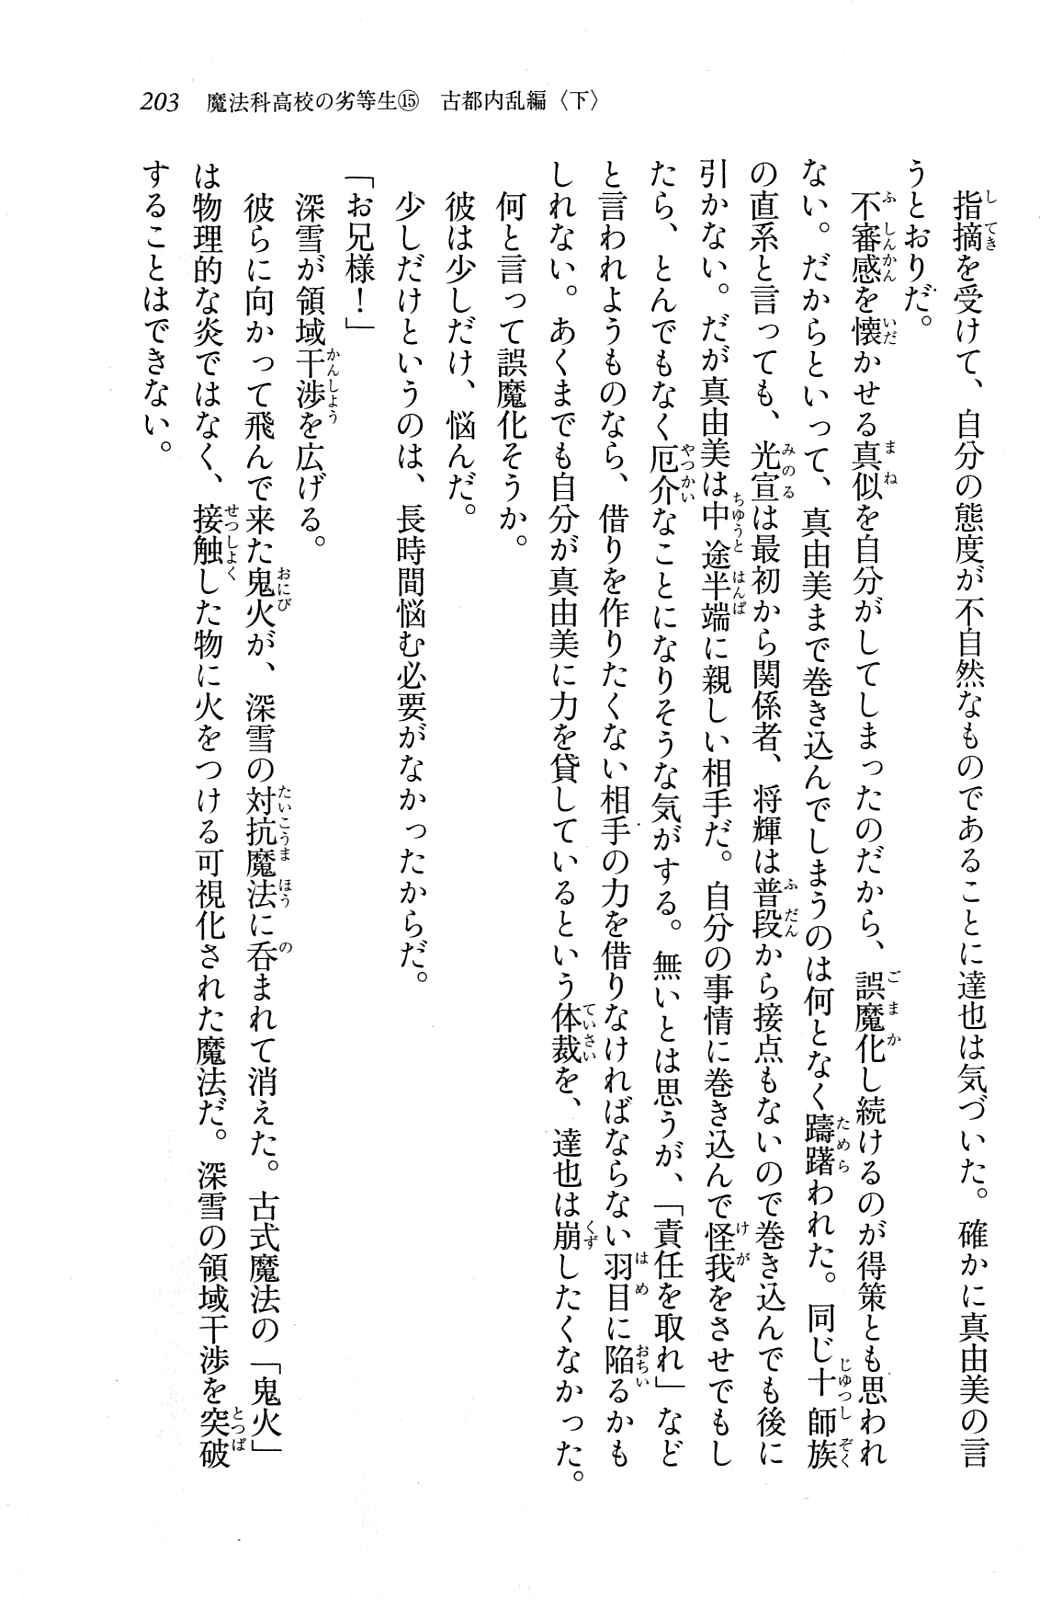 203 魔法科高校の劣等生⑮ 古都内乱編〈下〉
指摘を受けて、自分の態度が不自然なものであることに達也は気づいた。確かに真由美の言
うとおりだ。
不審感を懐かせる真似を自分がしてしまったのだから、誤魔化し続けるのが得策とも思われ
ない。だからといって、真由美まで巻き込んでしまうのは何となく躊躇われた。同じ十師族
の直系と言っても、光宣は最初から関係者、将輝は普段から接点もないので巻き込んでも後に
引かない。だが真由美は中途半端に親しい相手だ。自分の事情に巻き込んで怪我をさせでもし
たら、とんでもなく厄介なことになりそうな気がする。無いとは思うが、「責任を取れ」など
と言われようものなら、借りを作りたくない相手の力を借りなければならない羽目に陥るかも
しれない。あくまでも自分が真由美に力を貸しているという体裁を、達也は崩したくなかった。
何と言って誤魔化そうか。
彼は少しだけ、悩んだ。
少しだけというのは、長時間悩む必要がなかったからだ。
「お兄様！」
深雪が領域干渉を広げる。
彼らに向かって飛んで来た鬼火が、深雪の対抗魔法に呑まれて消えた。古式魔法の「鬼火」
は物理的な炎ではなく、接触した物に火をつける可視化された魔法だ。深雪の領域干渉を突破
することはできない。